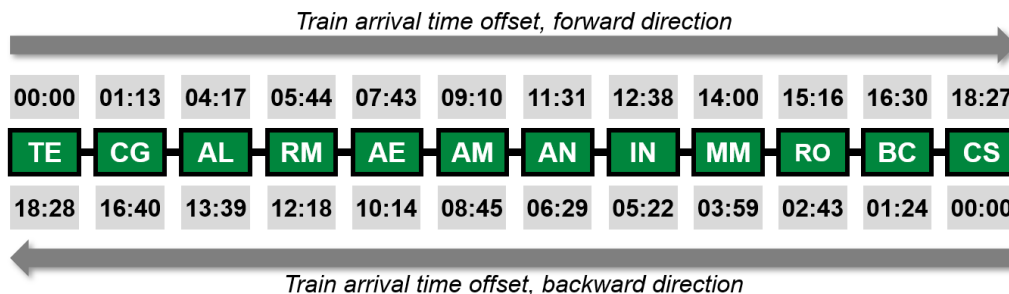 Train arrival time offset, forward direction
00:00 01:13 04:17 05:44 07:43 09:10 11:31 12:38 14:00 15:16 16:30 18:27
TE CG AL RM AE AM AN IN MM RO BC CS
18:28 16:40 13:39 12:18 10:14 08:45 06:29 05:22 03:59 02:43 01:24 00:00
Train arrival time offset, backward direction